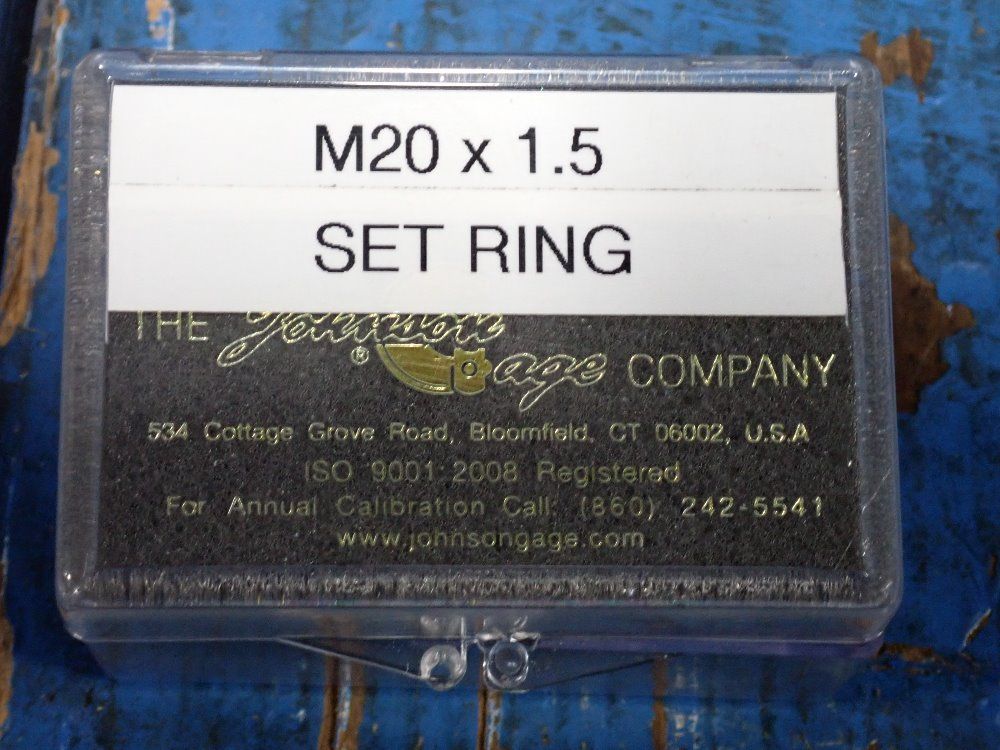 M20 x 1.5
SET RING
THE Johnson Gage COMPANY
®
534 Cottage Grove Road, Bloomfield, CT 06002, U.S.A
ISO 9001:2008 Registered
For Annual Calibration Call: (860) 242-5541
www.johnsongage.com